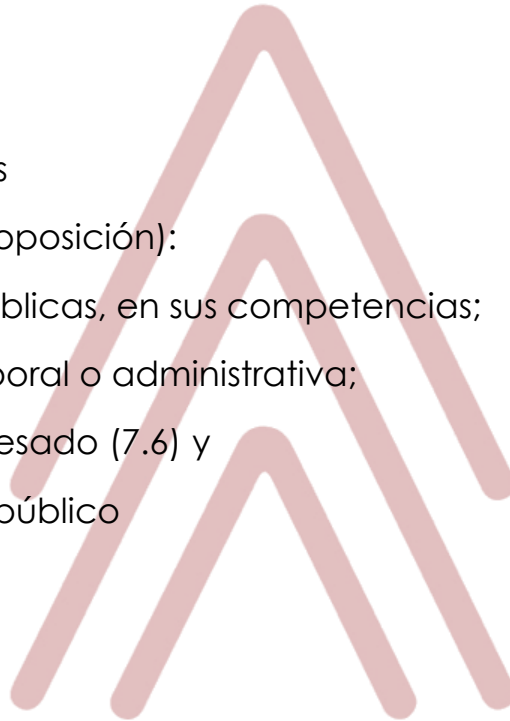 s
oposición):
blicas, en sus competencias;
boral o administrativa;
esado (7.6) y
público